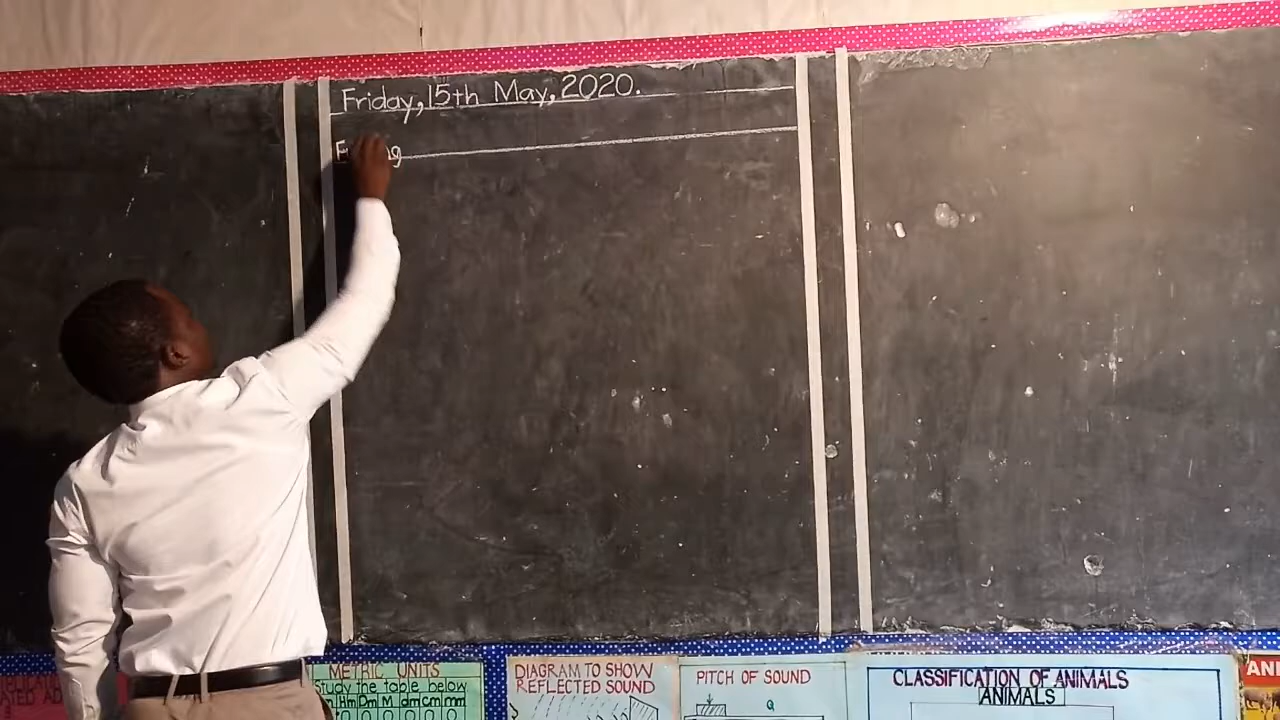 Friday, 15th May, 2020.
METRIC UNITS
Study the table below
Hm Dm M dm cm mm
DIAGRAM TO SHOW
REFLECTED SOUND
PITCH OF SOUND
CLASSIFICATION OF ANIMALS
ANIMALS